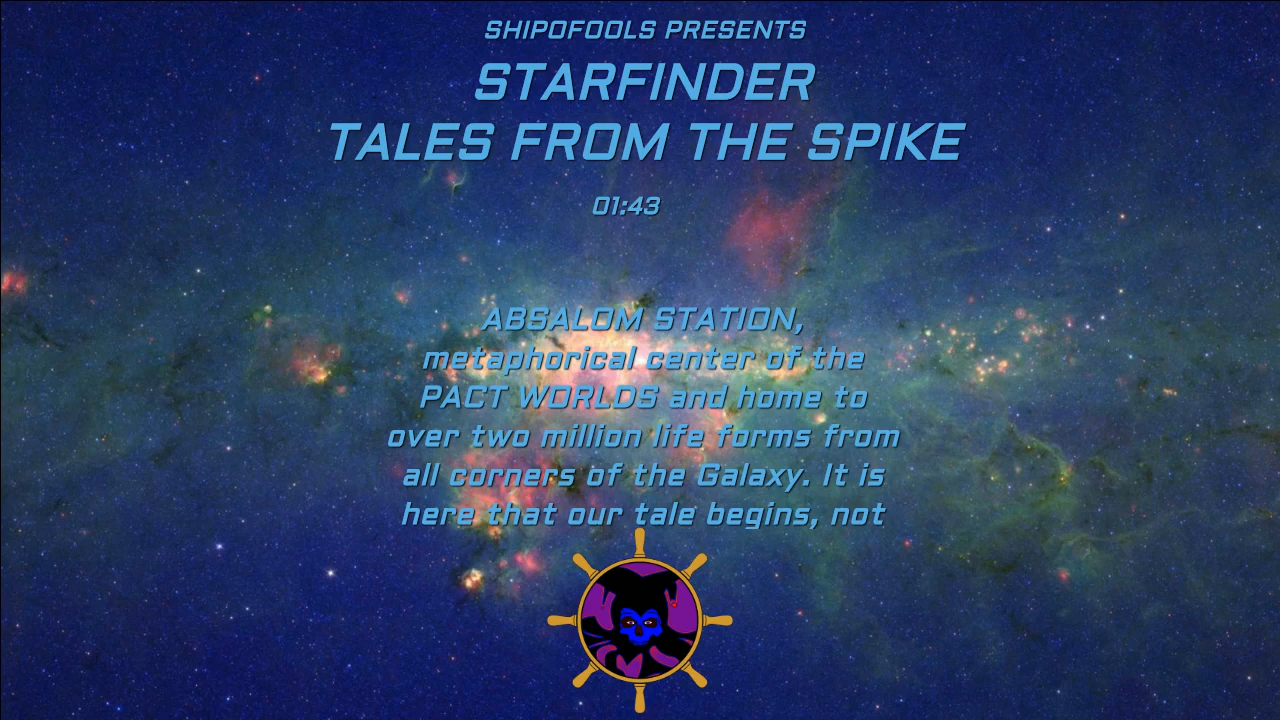 SHIPOFOOLS PRESENTS
STARFINDER
TALES FROM THE SPIKE
01:43
ABSALOM STATION,
metaphorical center of the
PACT WORLDS and home to
over two million life forms from
all corners of the Galaxy. It is
here that our tale begins, not